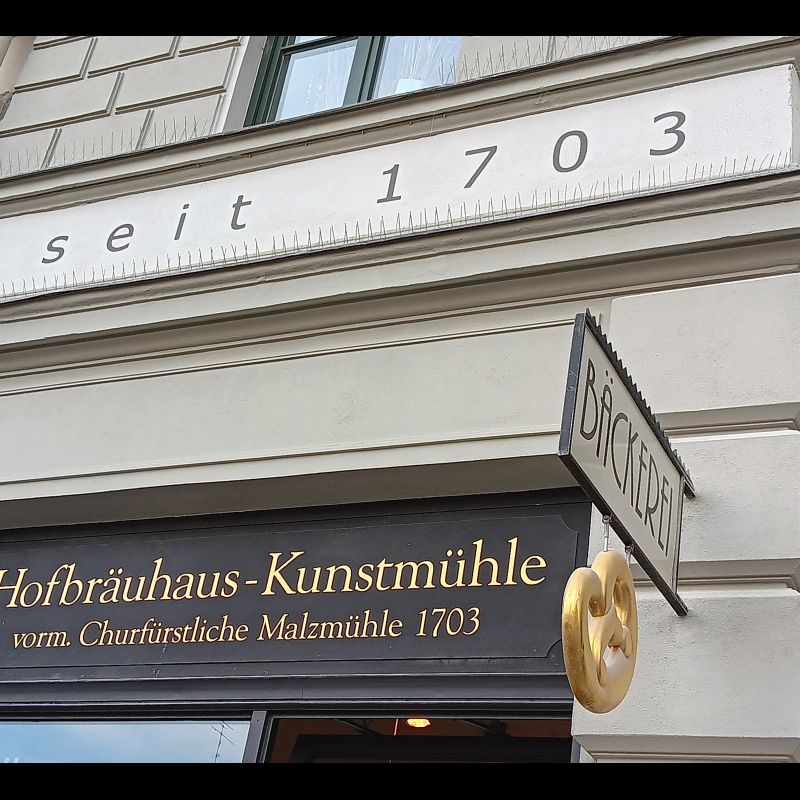 seit 1703
BÄCKEREI
Hofbräuhaus-Kunstmühle
vorm. Churfürstliche Malzmühle 1703